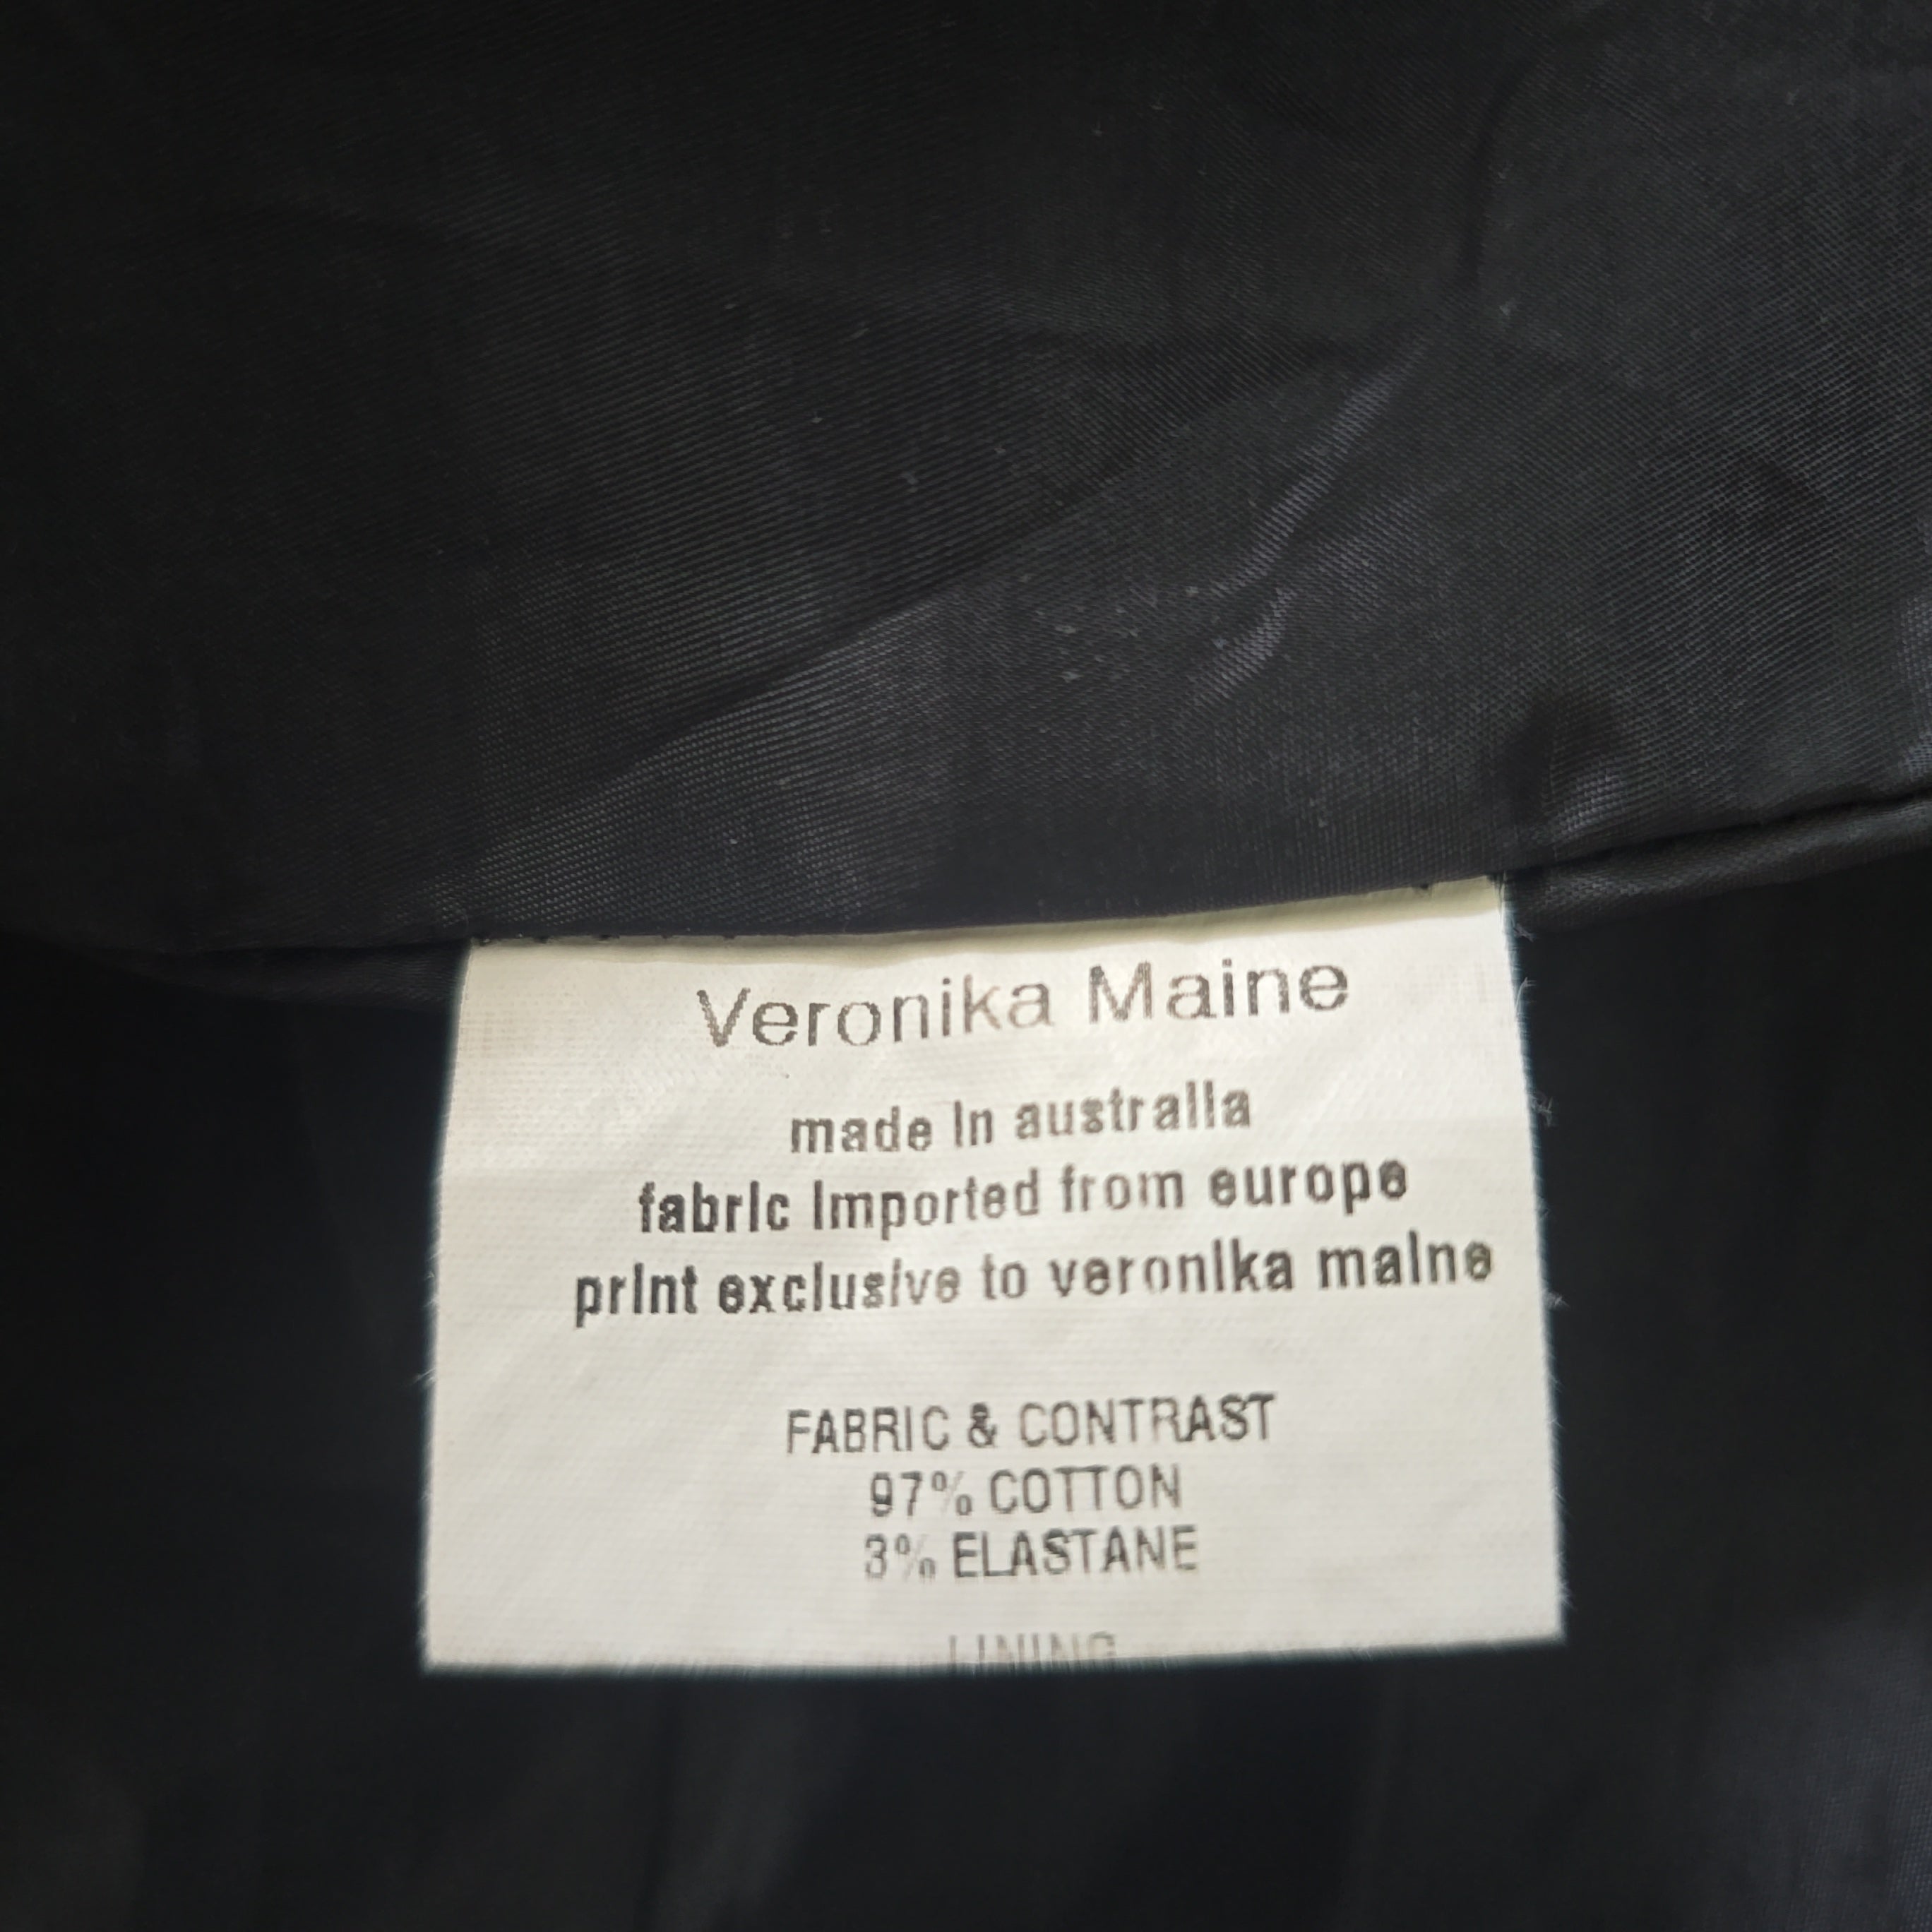 Veronika Maine
made in australia
fabric imported from europe
print exclusive to veronika maine
FABRIC & CONTRAST
97% COTTON
3% ELASTANE
LINING